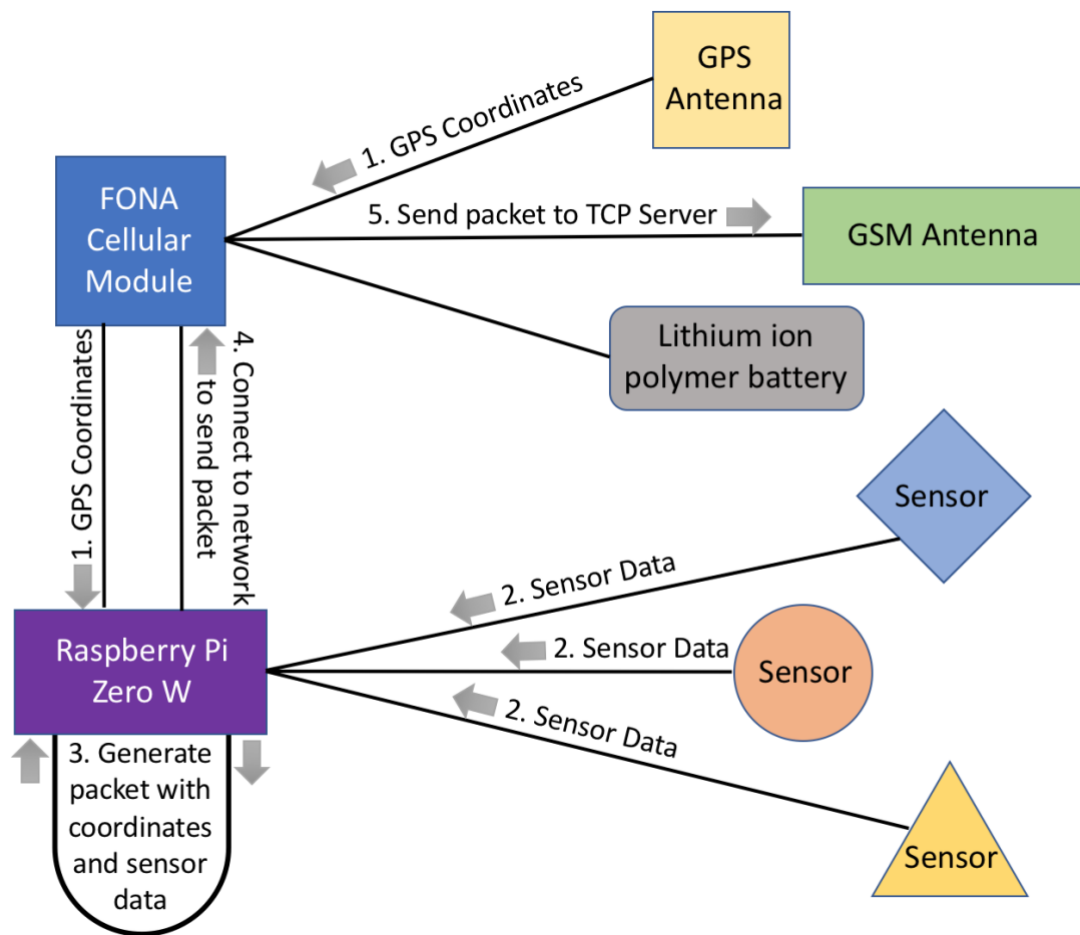 GPS
Antenna
1. GPS Coordinates
FONA
Cellular
Module
5. Send packet to TCP Server
GSM Antenna
Lithium ion
polymer battery
1. GPS Coordinates
4. Connect to network
to send packet
Sensor
2. Sensor Data
Raspberry Pi
Zero W
2. Sensor Data
Sensor
2. Sensor Data
Sensor
3. Generate
packet with
coordinates
and sensor
data